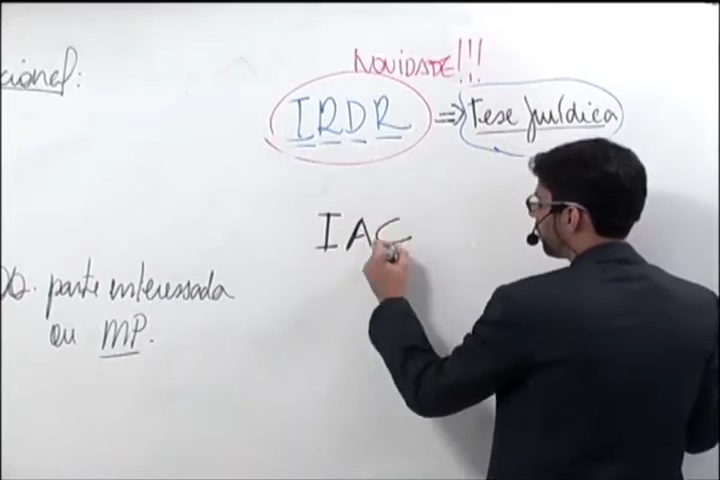 cional:
NOVIDADE!!!
IRDR ⇒ Tese jurídica
IAC
parte interessada
ou MP.